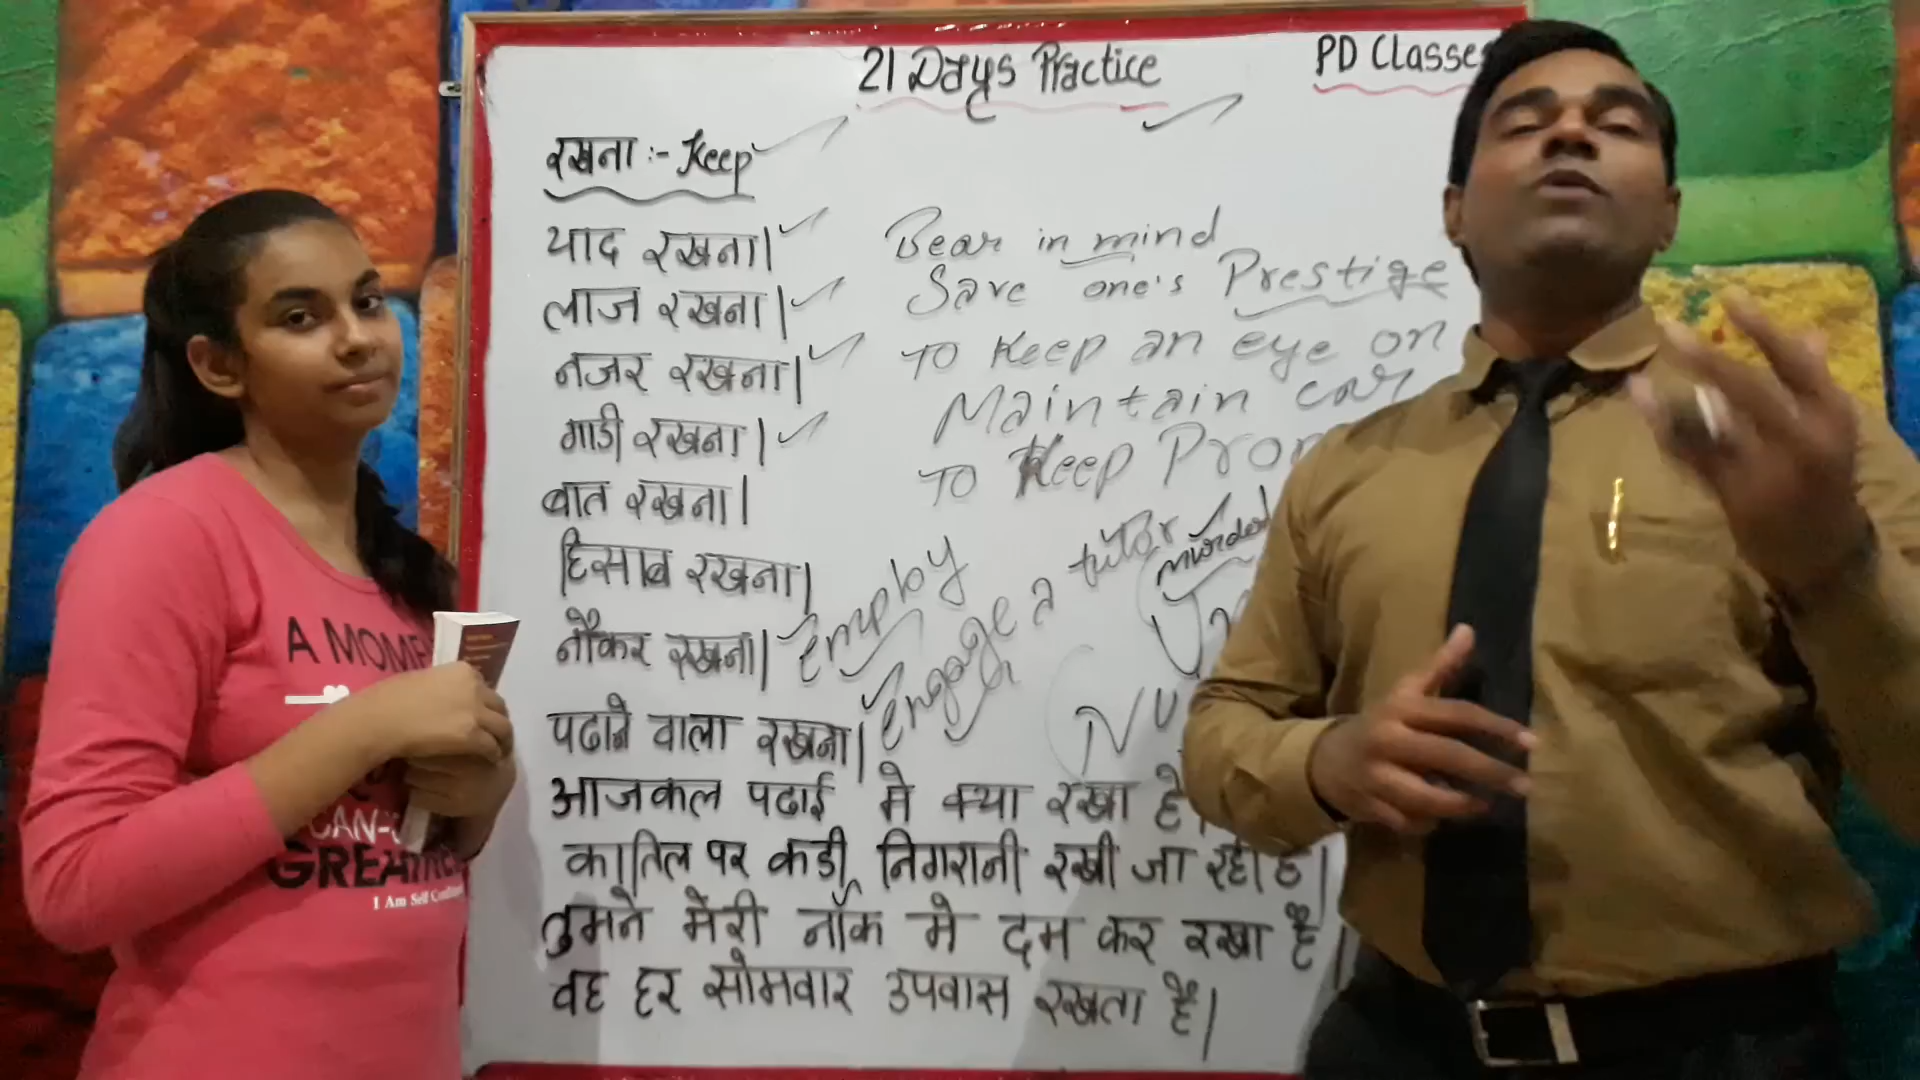 21 Days Practice PD Classes
रखना :- Keep
याद रखना। Bear in mind
लाज रखना। Save one's Prestige
नजर रखना। To Keep an eye on
गाडी रखना। Maintain car
बात रखना। To Keep
हिसाब रखना।
नौकर रखना। employ
पढाने वाला रखना। engage a tutor
आजकल पढाई मे क्या रखा है।
कातिल पर कडी निगरानी रखी जा रही है।
तुमने मेरी नॉक मे दम कर रखा है।
वह हर सोमवार उपवास रखता है।
A
GREAT
I Am Self